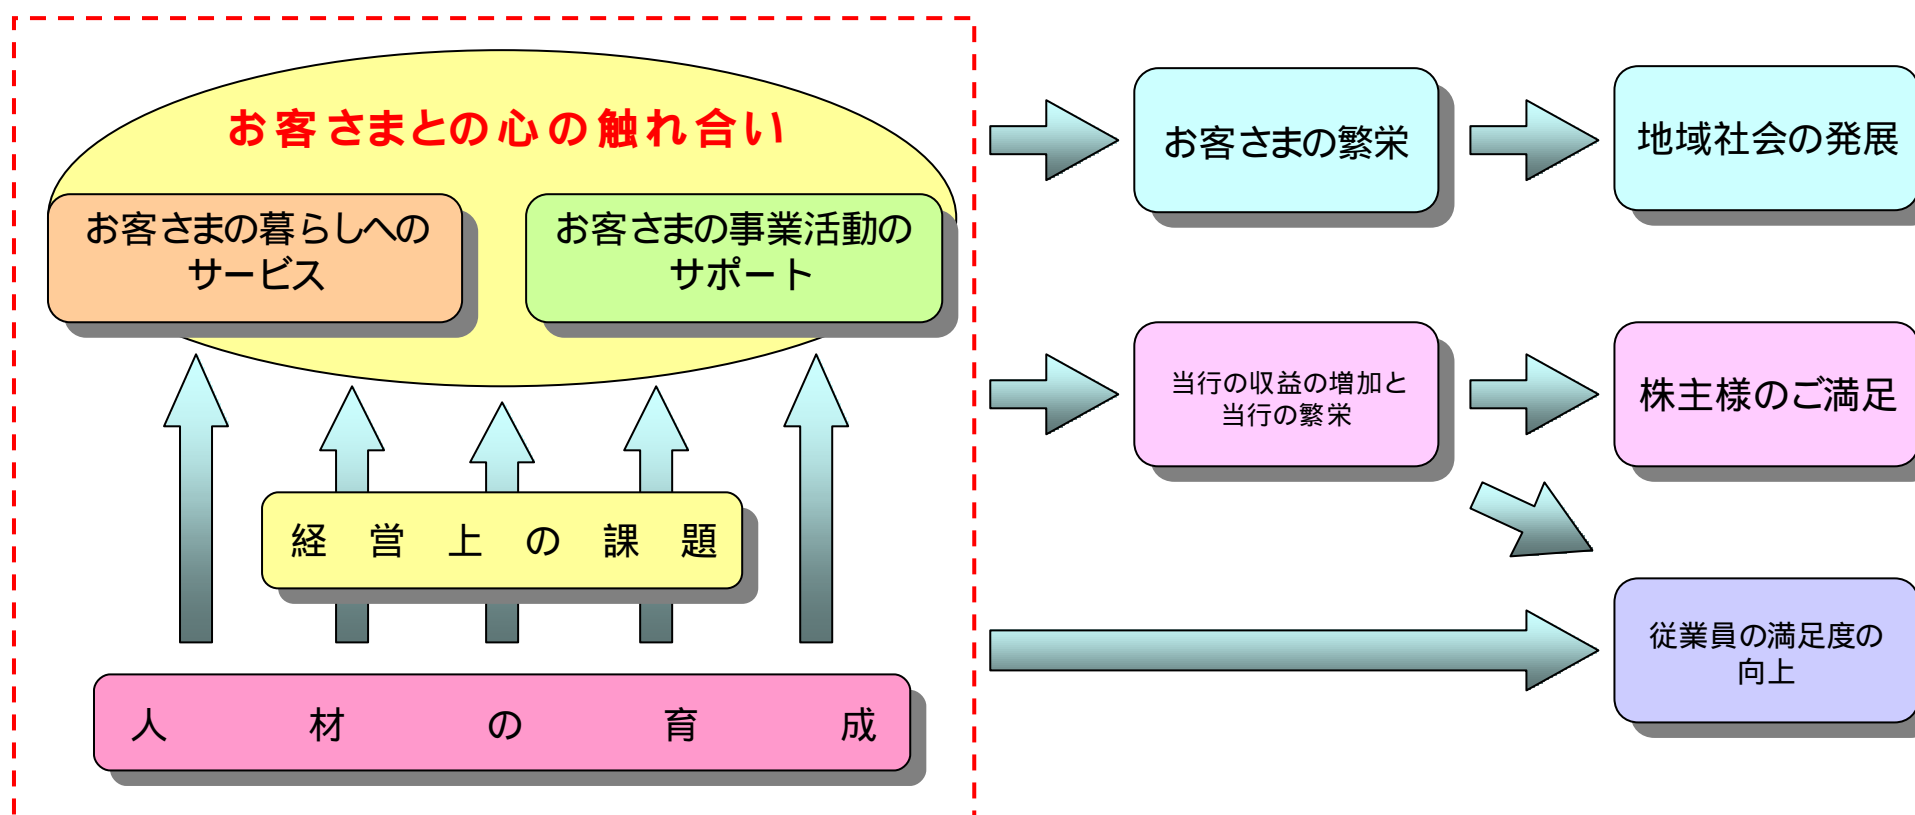 お客さまとの心の触れ合い
お客さまの暮らしへの
サービス
お客さまの事業活動の
サポート
経営上の課題
人材の育成
お客さまの繁栄
地域社会の発展
当行の収益の増加と
当行の繁栄
株主様のご満足
従業員の満足度の
向上